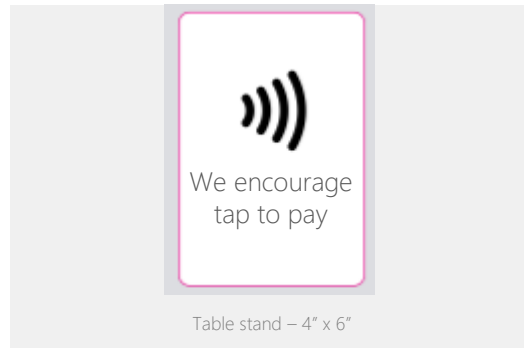 We encourage
tap to pay
Table stand – 4” x 6”